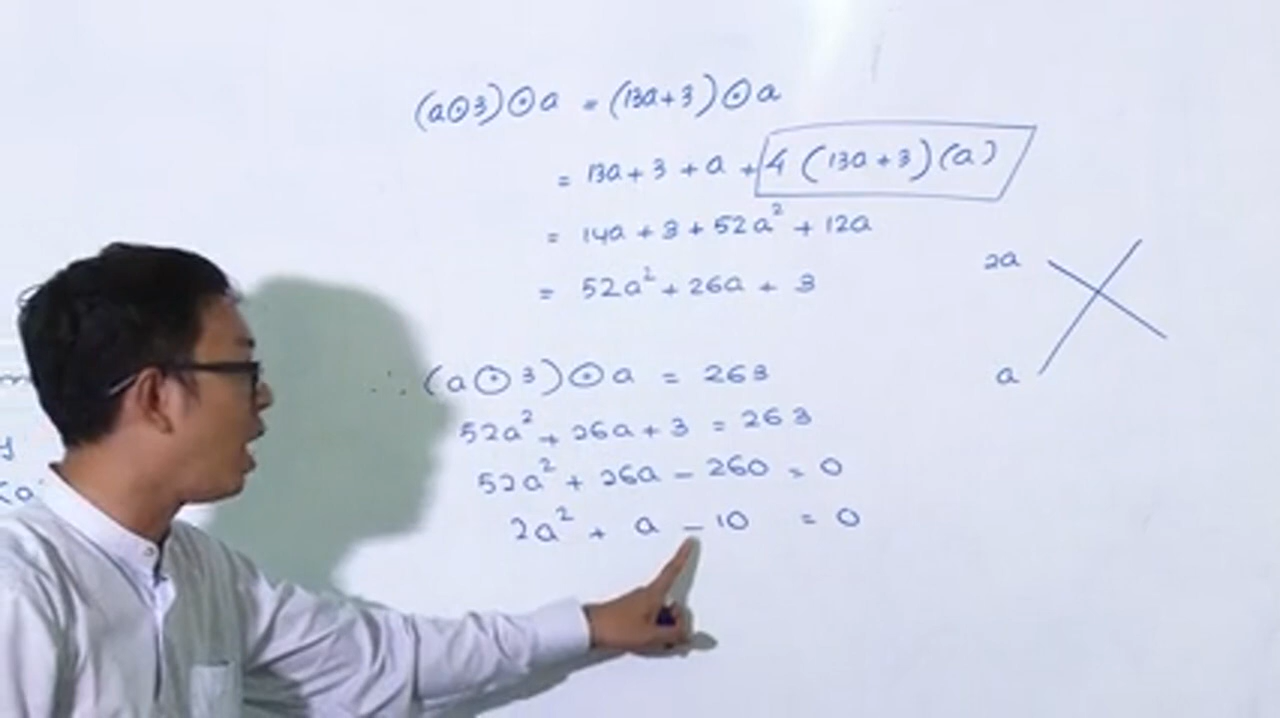 (a⊙3)⊙a = (13a+3)⊙a
= 13a + 3 + a + 4 (13a+3)(a)
= 14a + 3 + 52a² + 12a
= 52a² + 26a + 3
2a
a
∴ (a⊙3)⊙a = 263
52a² + 26a + 3 = 263
52a² + 26a - 260 = 0
2a² + a - 10 = 0